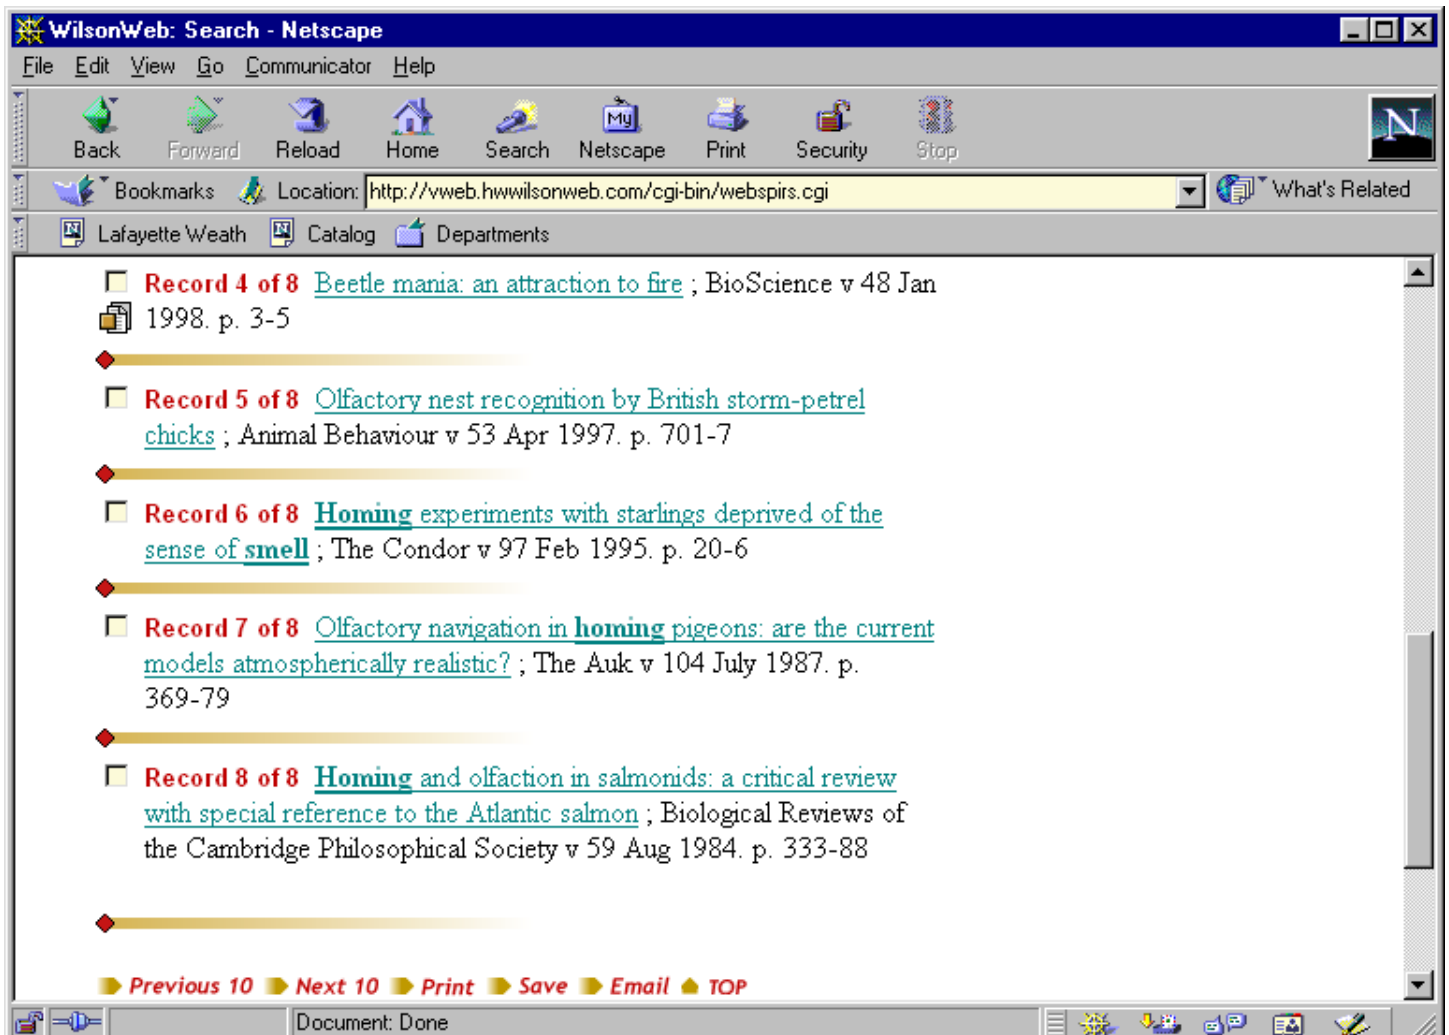 WilsonWeb: Search - Netscape
File Edit View Go Communicator Help
My
N
Back Forward Reload Home Search Netscape Print Security Stop
Bookmarks Location: http://vweb.hwwilsonweb.com/cgi-bin/webspirs.cgi What's Related
Lafayette Weath Catalog Departments
Record 4 of 8 Beetle mania: an attraction to fire ; BioScience v 48 Jan
1998. p. 3-5
Record 5 of 8 Olfactory nest recognition by British storm-petrel
chicks ; Animal Behaviour v 53 Apr 1997. p. 701-7
Record 6 of 8 Homing experiments with starlings deprived of the
sense of smell ; The Condor v 97 Feb 1995. p. 20-6
Record 7 of 8 Olfactory navigation in homing pigeons: are the current
models atmospherically realistic? ; The Auk v 104 July 1987. p.
369-79
Record 8 of 8 Homing and olfaction in salmonids: a critical review
with special reference to the Atlantic salmon ; Biological Reviews of
the Cambridge Philosophical Society v 59 Aug 1984. p. 333-88
Previous 10 Next 10 Print Save Email TOP
Document: Done